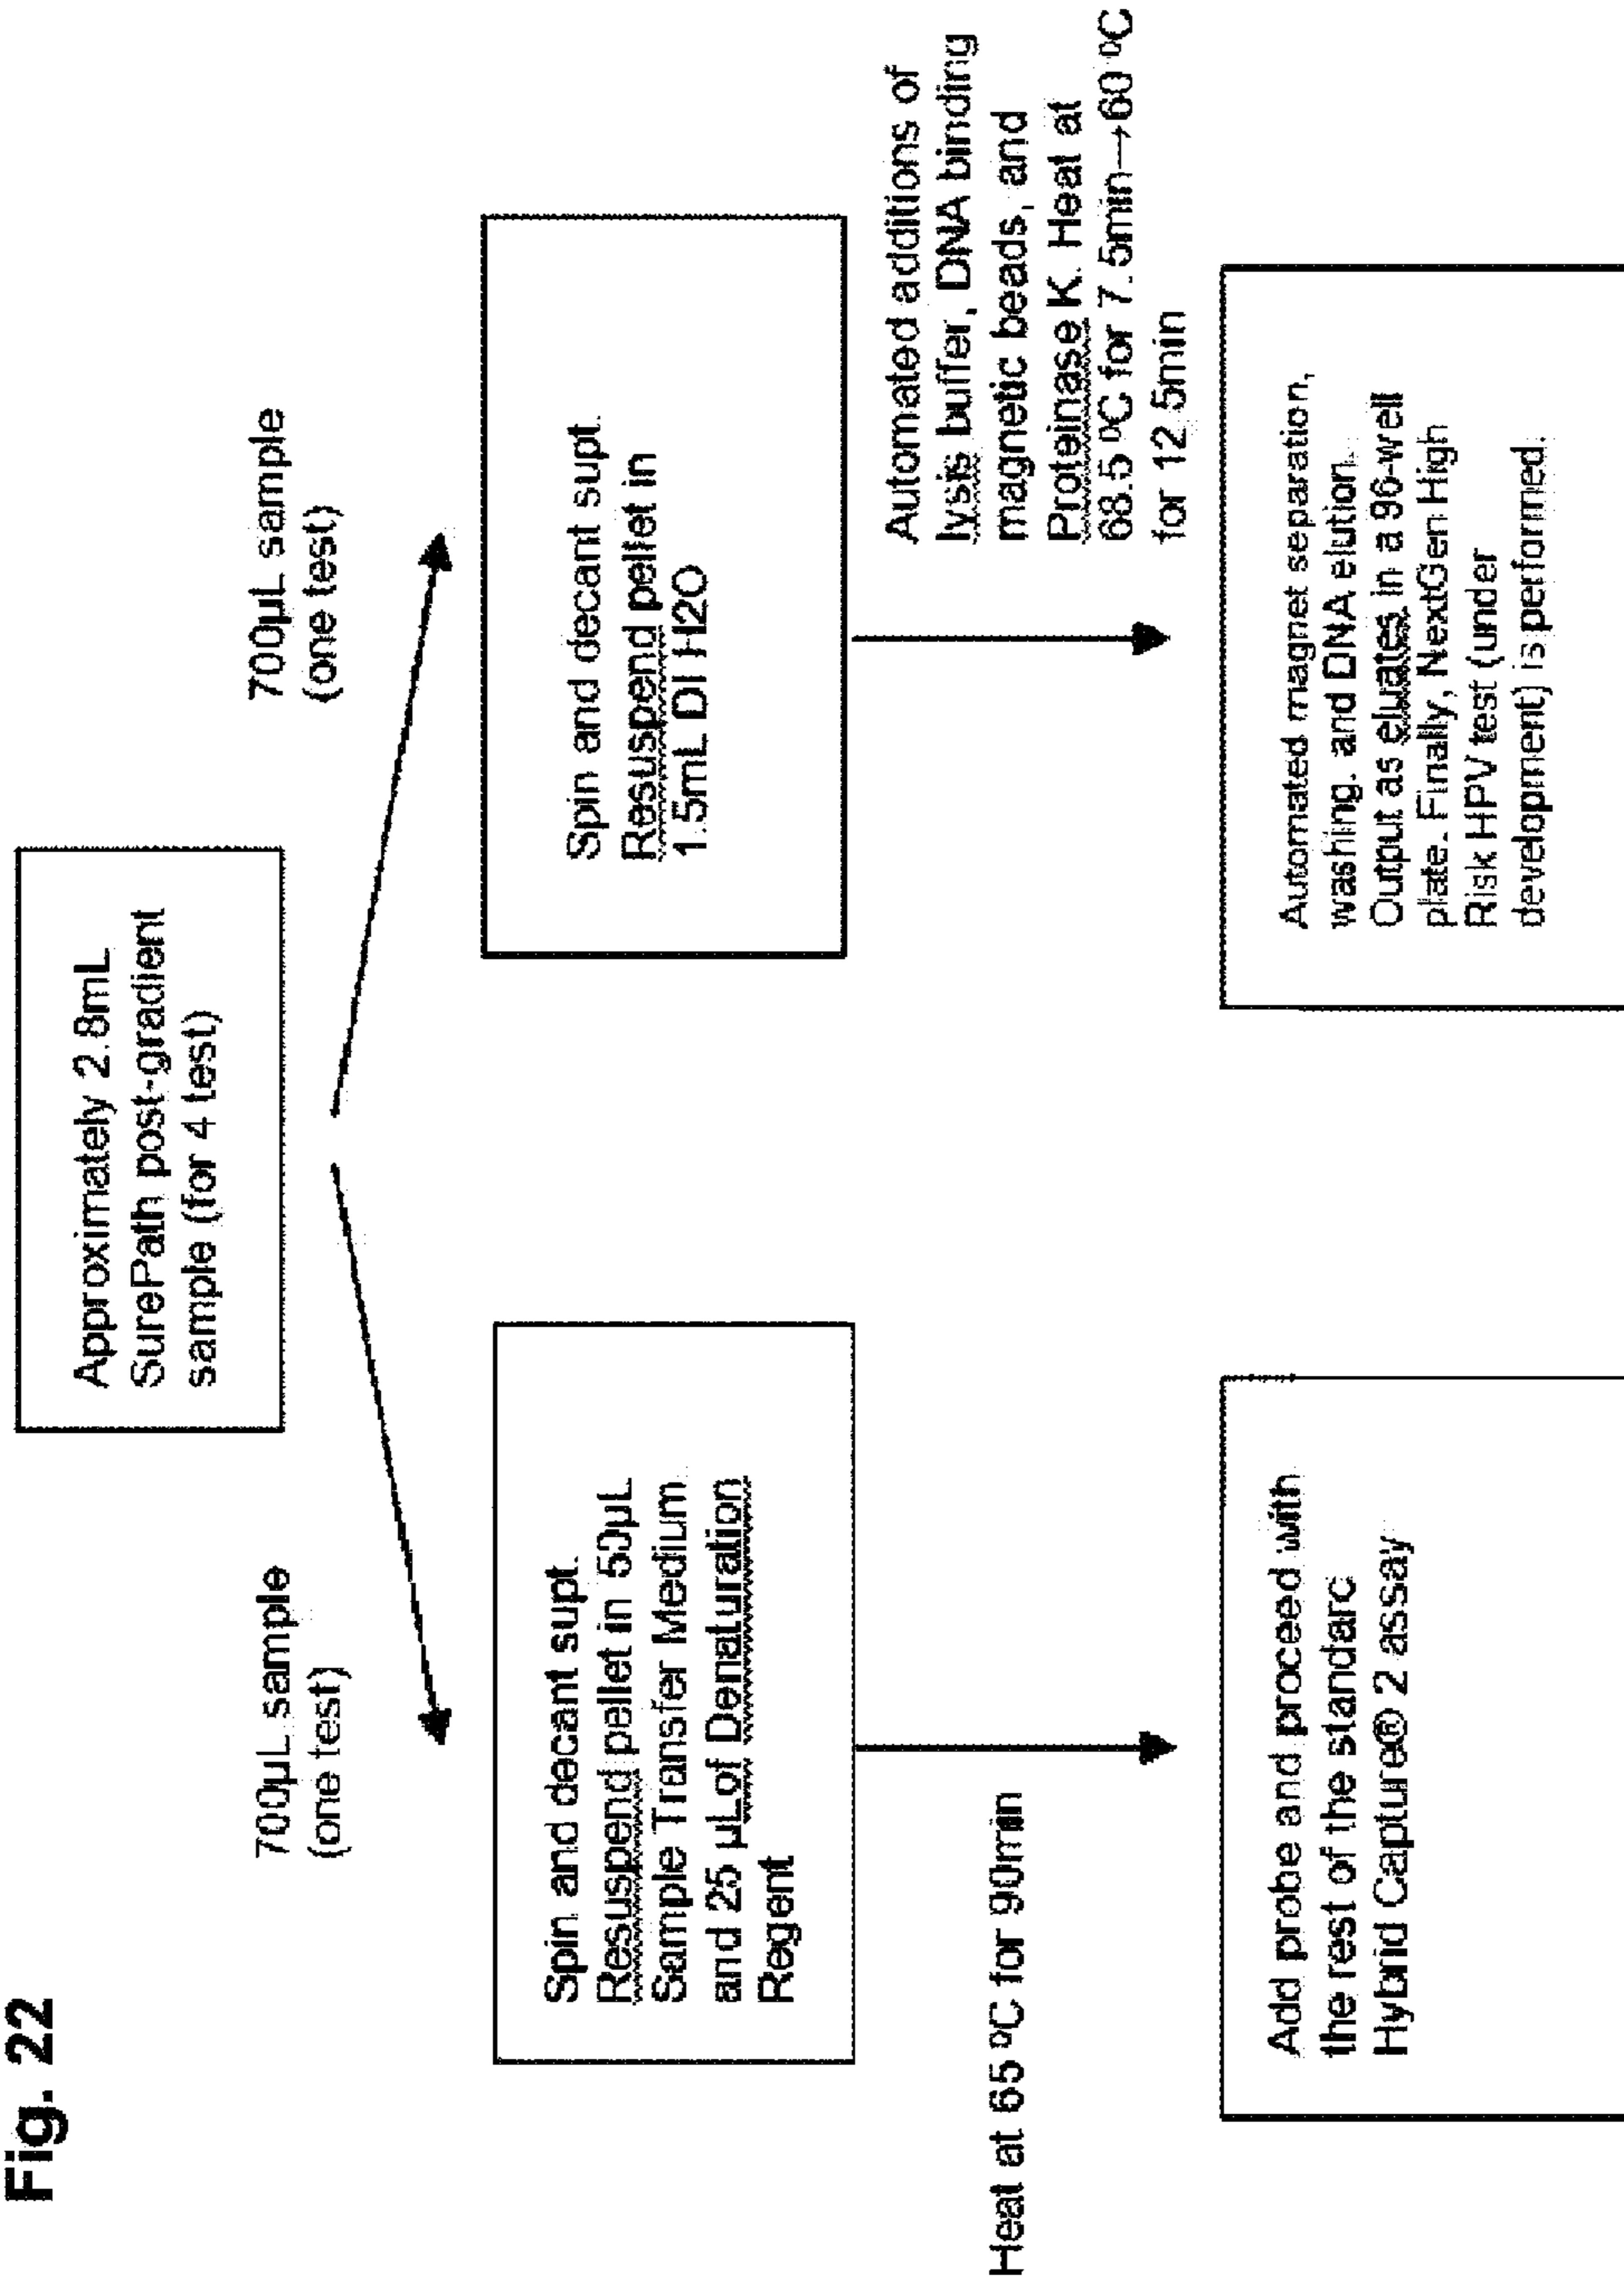 Fig. 22
Approximately 2.8mL
SurePath post-gradient
sample (for 4 test)
700µL sample
(one test)
700µL sample
(one test)
Spin and decant supt.
Resuspend pellet in 50µL
Sample Transfer Medium
and 25 µLof Denaturation
Regent
Spin and decant supt.
Resuspend pellet in
1.5mL DI H2O
Heat at 65 ºC for 90min
Automated additions of
lysis buffer, DNA binding
magnetic beads, and
Proteinase K. Heat at
68.5 ºC for 7.5min→60 ºC
for 12.5min
Add probe and proceed with
the rest of the standard
Hybrid Capture® 2 assay
Automated magnet separation,
washing, and DNA elution.
Output as eluates in a 96-well
plate. Finally, NextGen High
Risk HPV test (under
development) is performed.